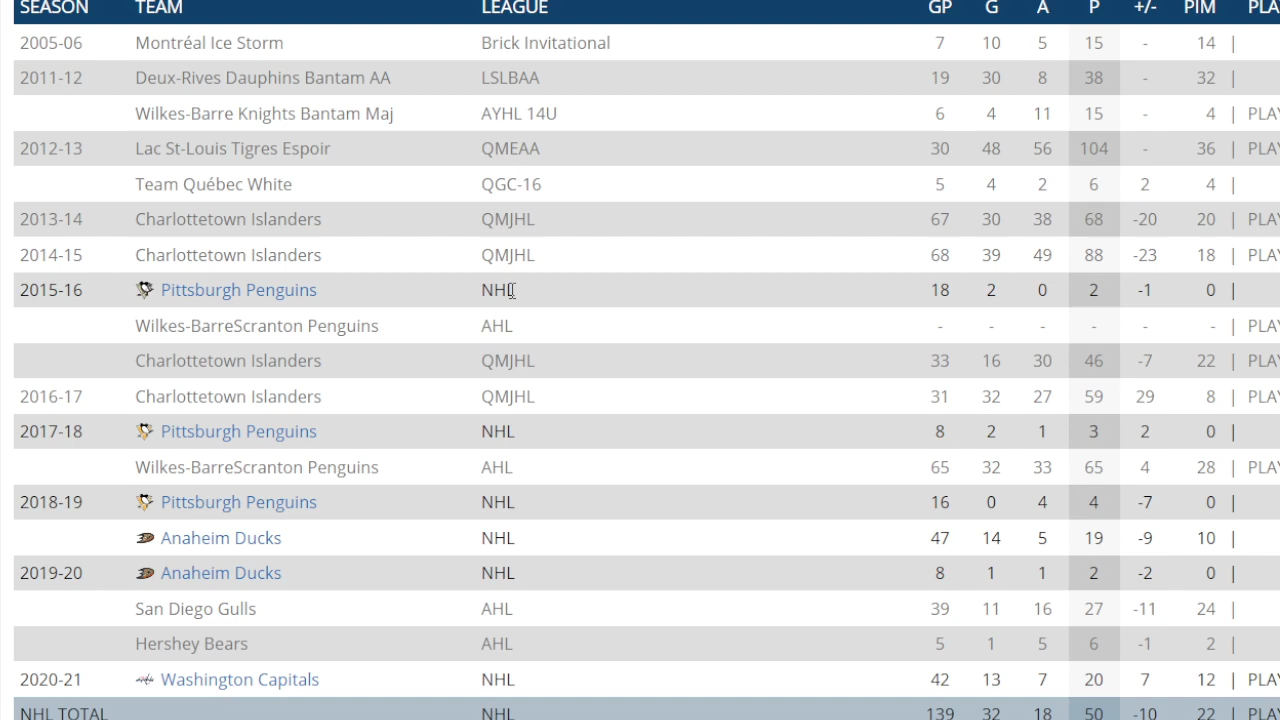 SEASON TEAM LEAGUE GP G A P +/- PIM PLA
2005-06 Montréal Ice Storm Brick Invitational 7 10 5 15 - 14 |
2011-12 Deux-Rives Dauphins Bantam AA LSLBAA 19 30 8 38 - 32 |
Wilkes-Barre Knights Bantam Maj AYHL 14U 6 4 11 15 - 4 | PLAY
2012-13 Lac St-Louis Tigres Espoir QMEAA 30 48 56 104 - 36 | PLAY
Team Québec White QGC-16 5 4 2 6 2 4 |
2013-14 Charlottetown Islanders QMJHL 67 30 38 68 -20 20 | PLAY
2014-15 Charlottetown Islanders QMJHL 68 39 49 88 -23 18 | PLAY
2015-16 Pittsburgh Penguins NHL 18 2 0 2 -1 0 |
Wilkes-BarreScranton Penguins AHL - - - - - - | PLAY
Charlottetown Islanders QMJHL 33 16 30 46 -7 22 | PLAY
2016-17 Charlottetown Islanders QMJHL 31 32 27 59 29 8 | PLAY
2017-18 Pittsburgh Penguins NHL 8 2 1 3 2 0 |
Wilkes-BarreScranton Penguins AHL 65 32 33 65 4 28 | PLAY
2018-19 Pittsburgh Penguins NHL 16 0 4 4 -7 0 |
Anaheim Ducks NHL 47 14 5 19 -9 10 |
2019-20 Anaheim Ducks NHL 8 1 1 2 -2 0 |
San Diego Gulls AHL 39 11 16 27 -11 24 |
Hershey Bears AHL 5 1 5 6 -1 2 |
2020-21 Washington Capitals NHL 42 13 7 20 7 12 | PLAY
NHL TOTAL NHL 139 32 18 50 -10 22 | PLAY